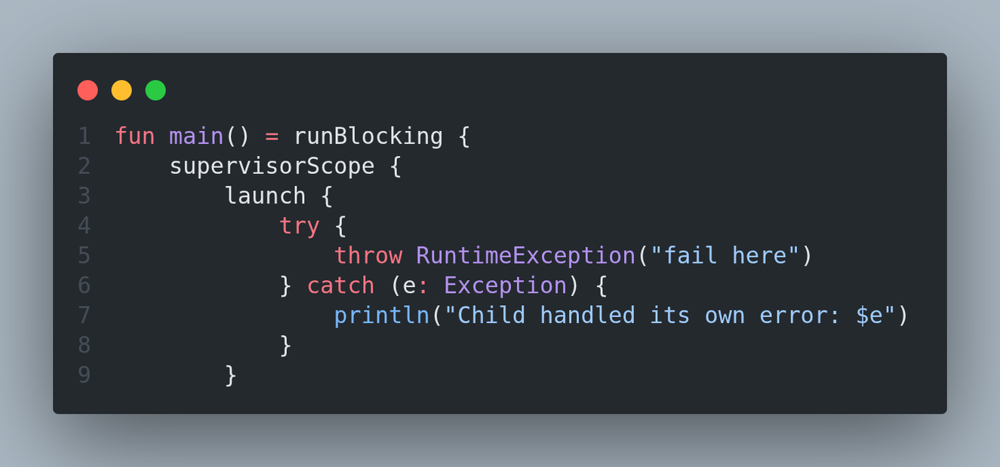 1 fun main() = runBlocking {
2     supervisorScope {
3         launch {
4             try {
5                 throw RuntimeException("fail here")
6             } catch (e: Exception) {
7                 println("Child handled its own error: $e")
8             }
9         }